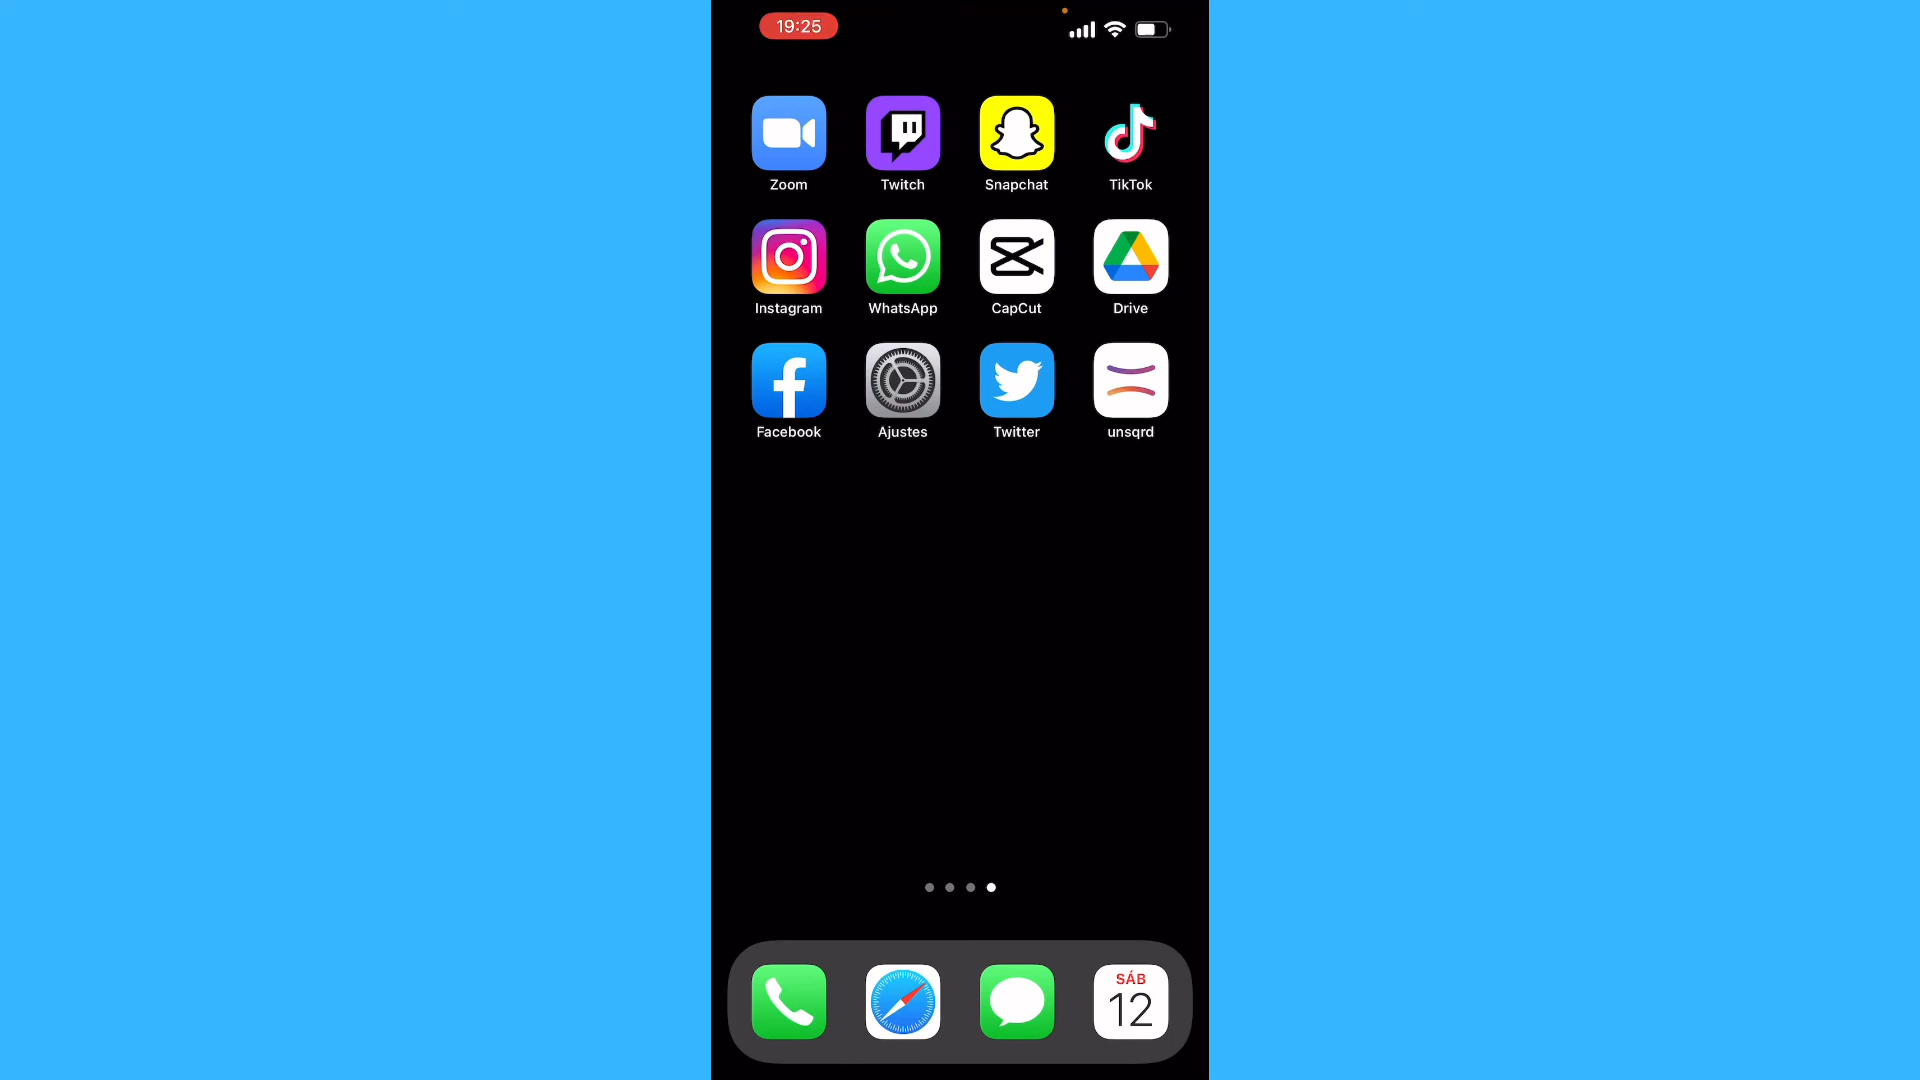 19:25
Zoom Twitch Snapchat TikTok
Instagram WhatsApp CapCut Drive
Facebook Ajustes Twitter unsqrd
SÁB
12